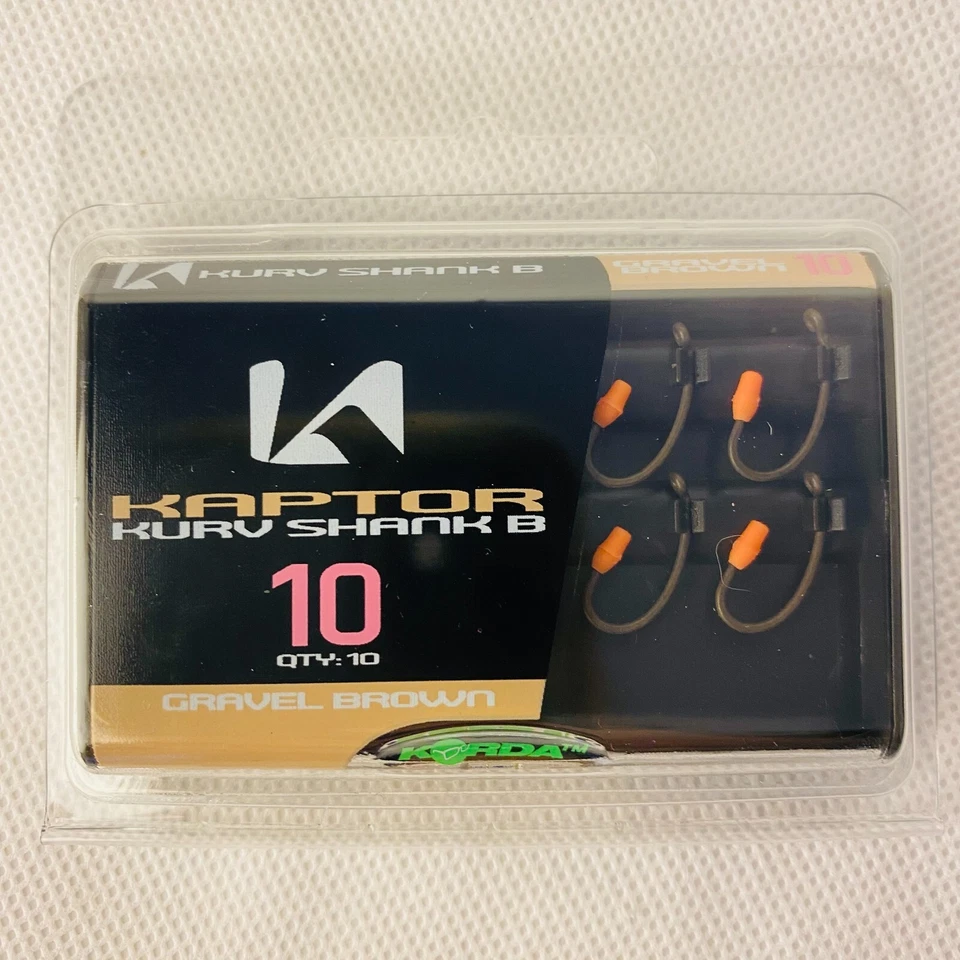 KURV SHANK B
GRAVEL
BROWN 10
KAPTOR
KURV SHANK B
10
QTY: 10
GRAVEL BROWN
KORDA™